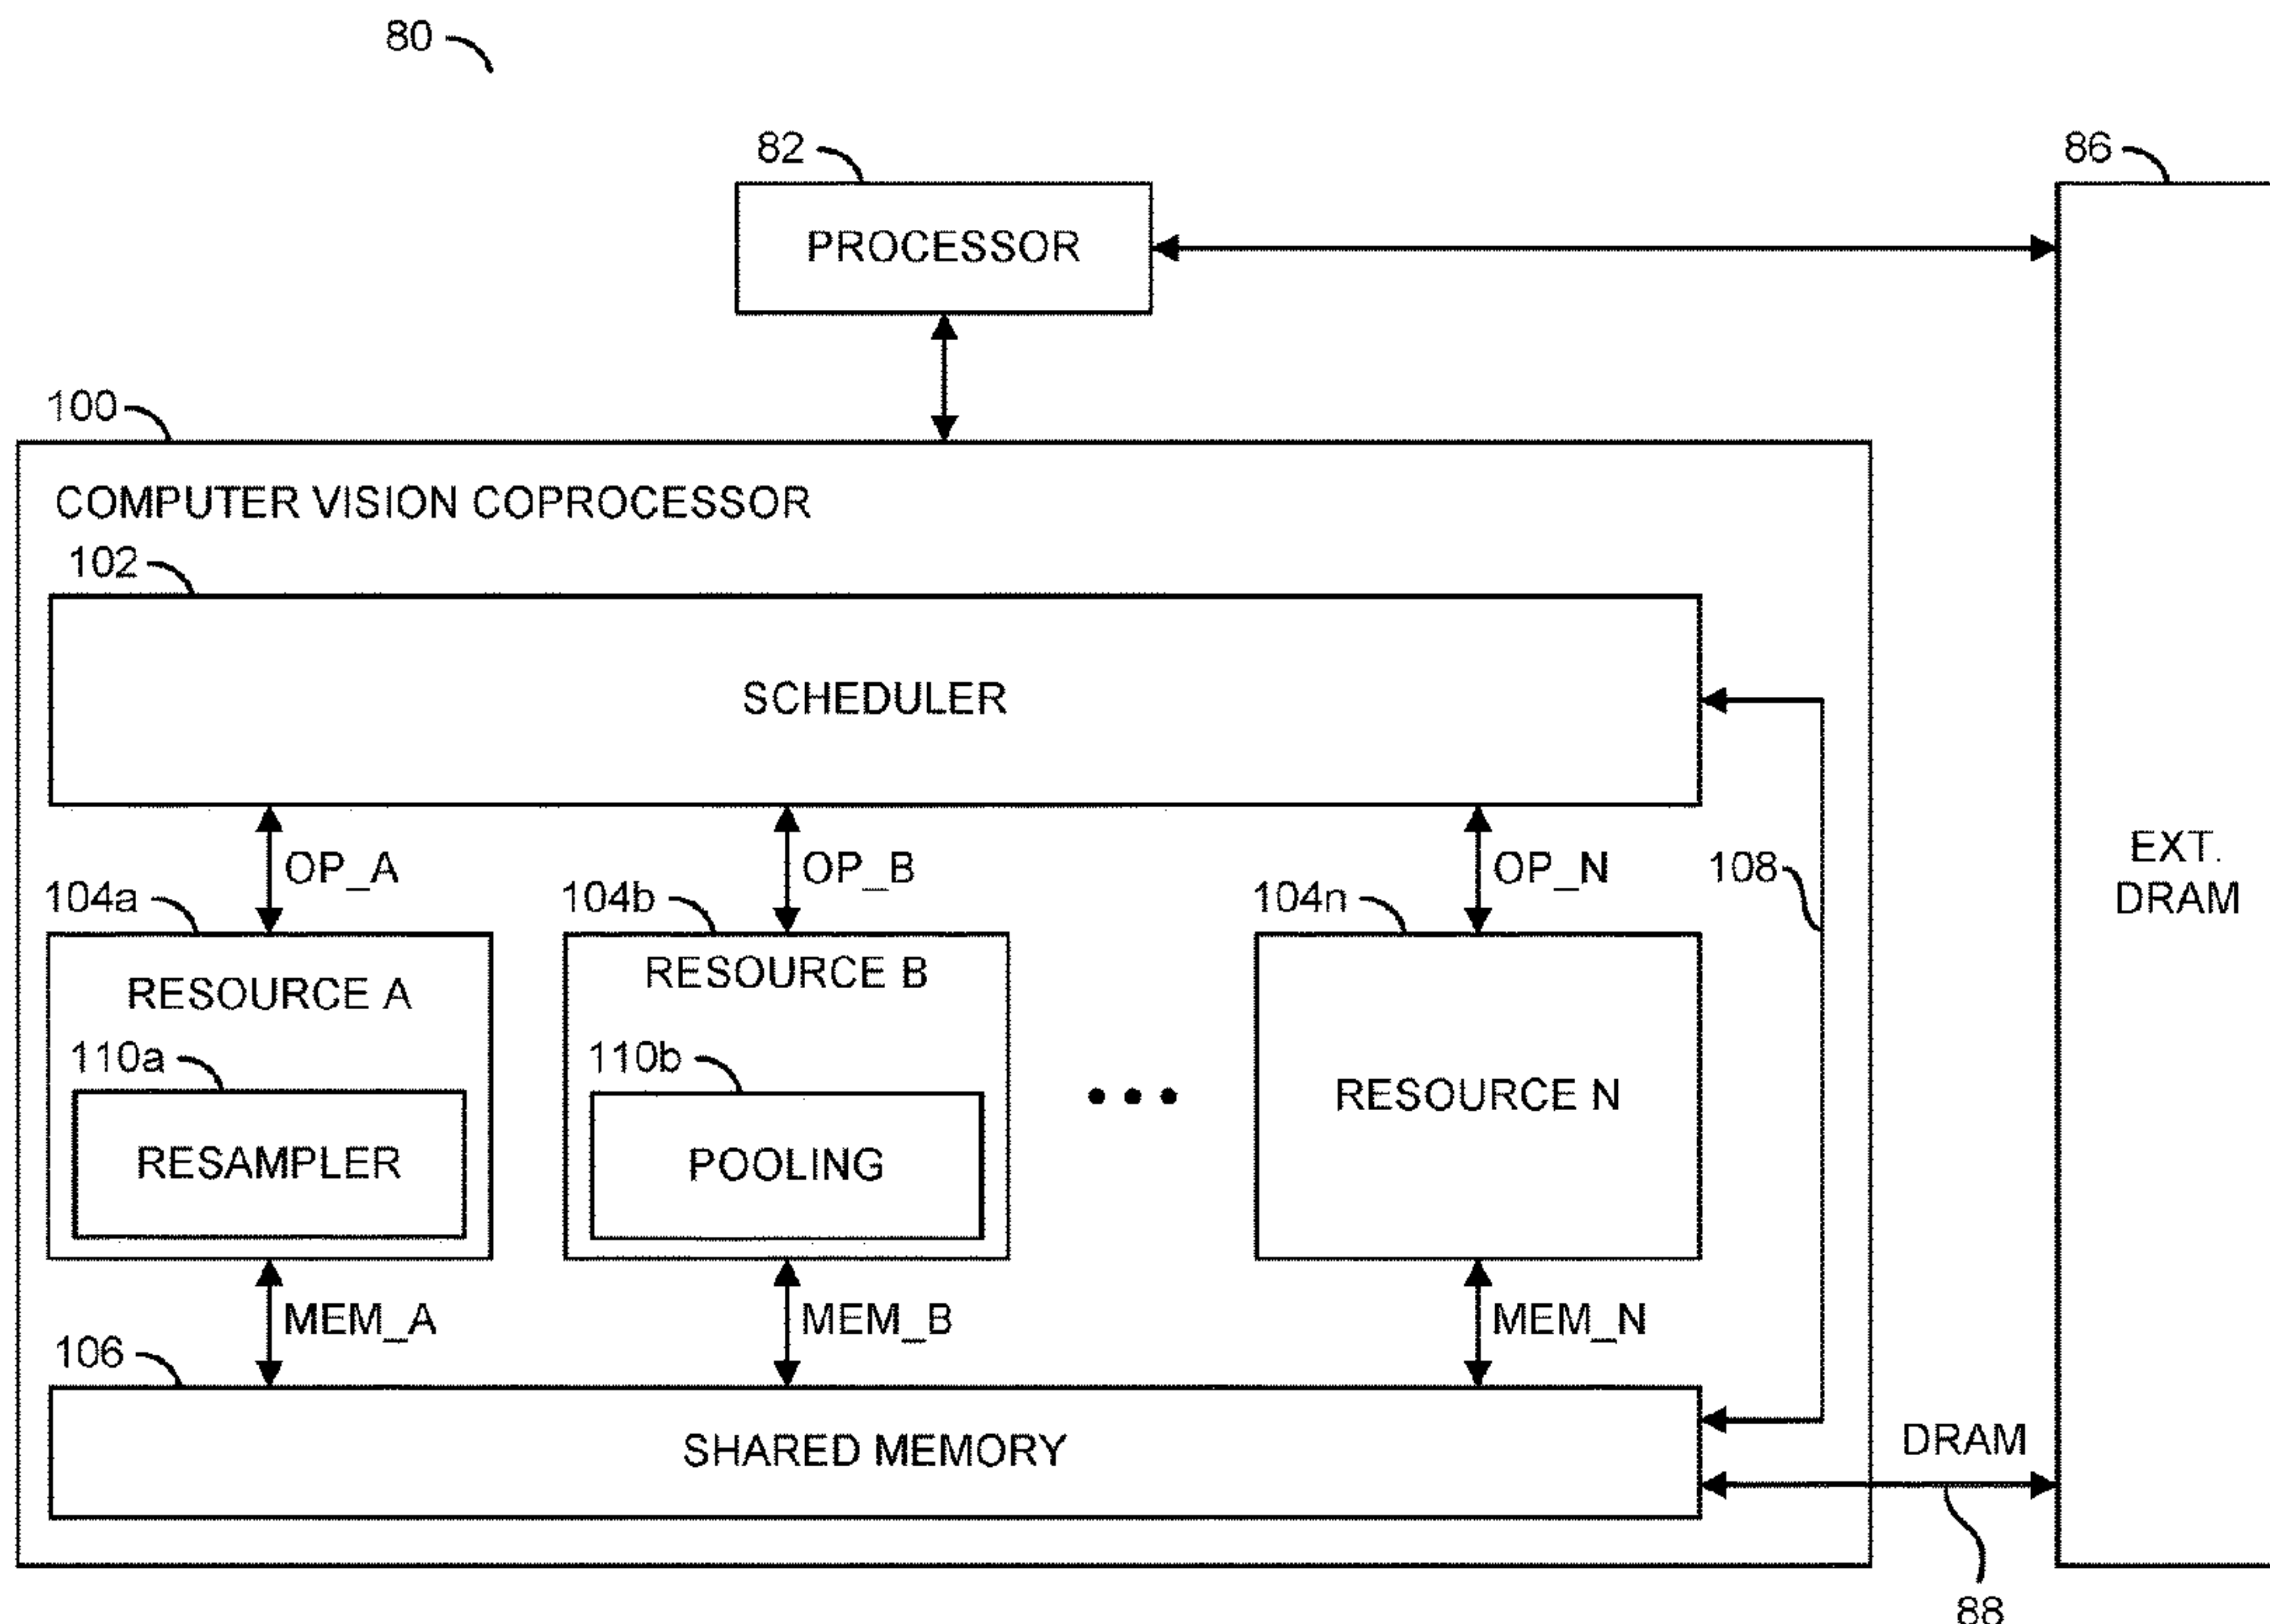 80
82
86
PROCESSOR
100
COMPUTER VISION COPROCESSOR
102
SCHEDULER
OP_A
OP_B
OP_N
108
EXT.
DRAM
104a
104b
104n
RESOURCE A
RESOURCE B
RESOURCE N
110a
110b
RESAMPLER
POOLING
MEM_A
MEM_B
MEM_N
106
SHARED MEMORY
DRAM
88